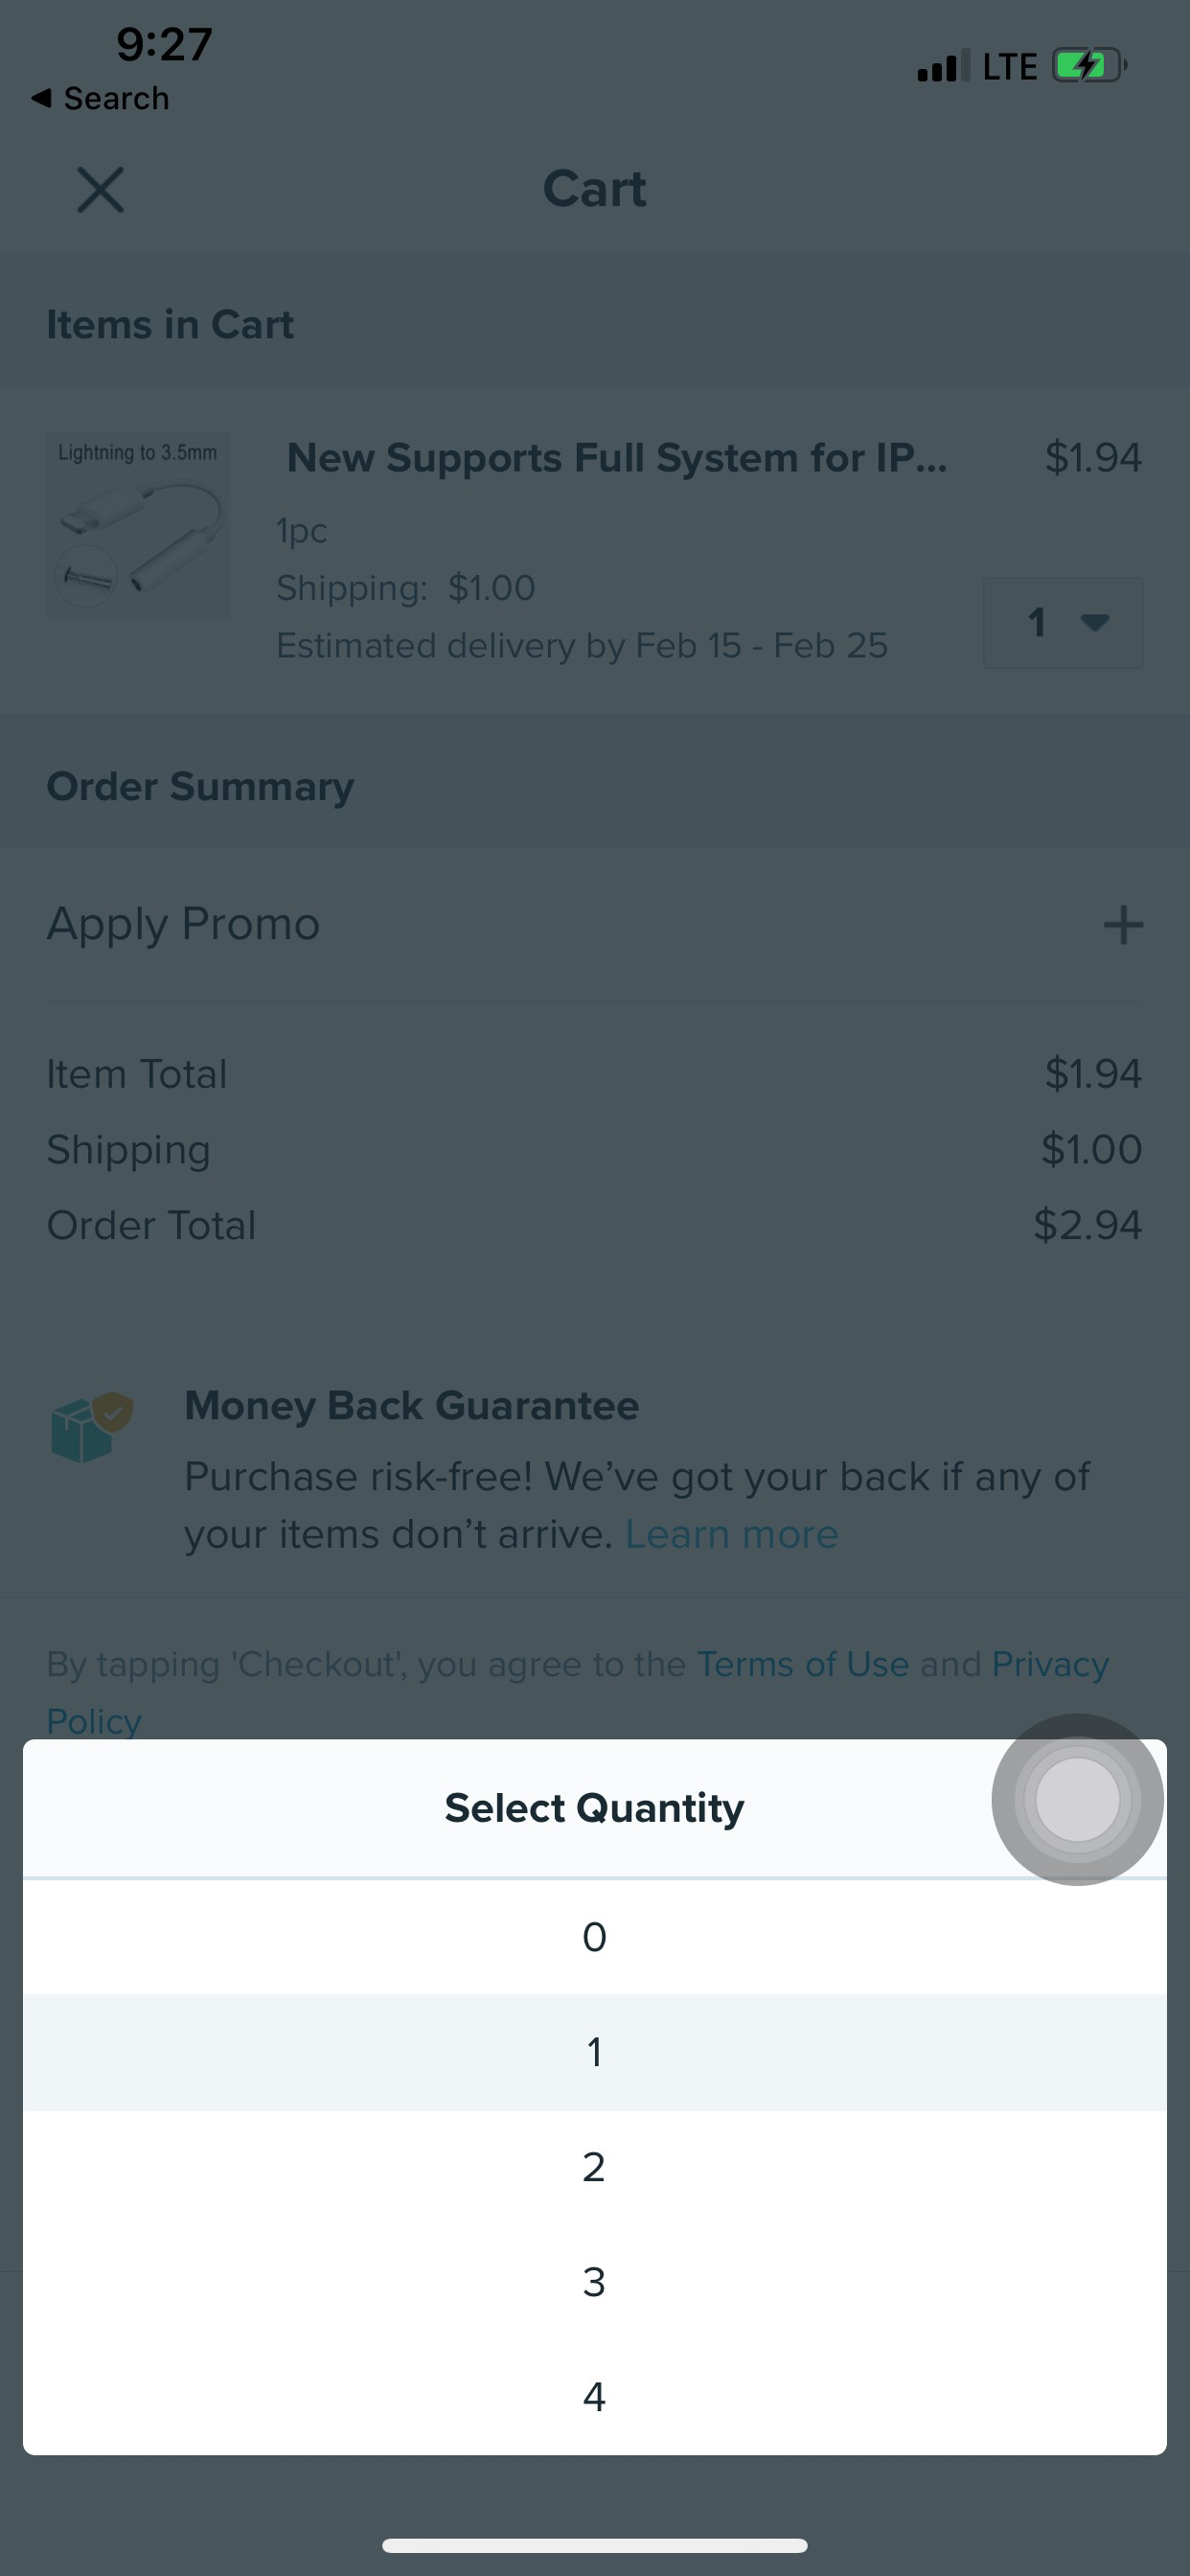 9:27
LTE
Search
Cart
Items in Cart
Lightning to 3.5mm
New Supports Full System for IP...
$1.94
1pc
Shipping: $1.00
1
Estimated delivery by Feb 15 - Feb 25
Order Summary
Apply Promo
Item Total $1.94
Shipping $1.00
Order Total $2.94
Money Back Guarantee
Purchase risk-free! We’ve got your back if any of
your items don’t arrive. Learn more
By tapping 'Checkout', you agree to the Terms of Use and Privacy
Policy
Select Quantity
0
1
2
3
4